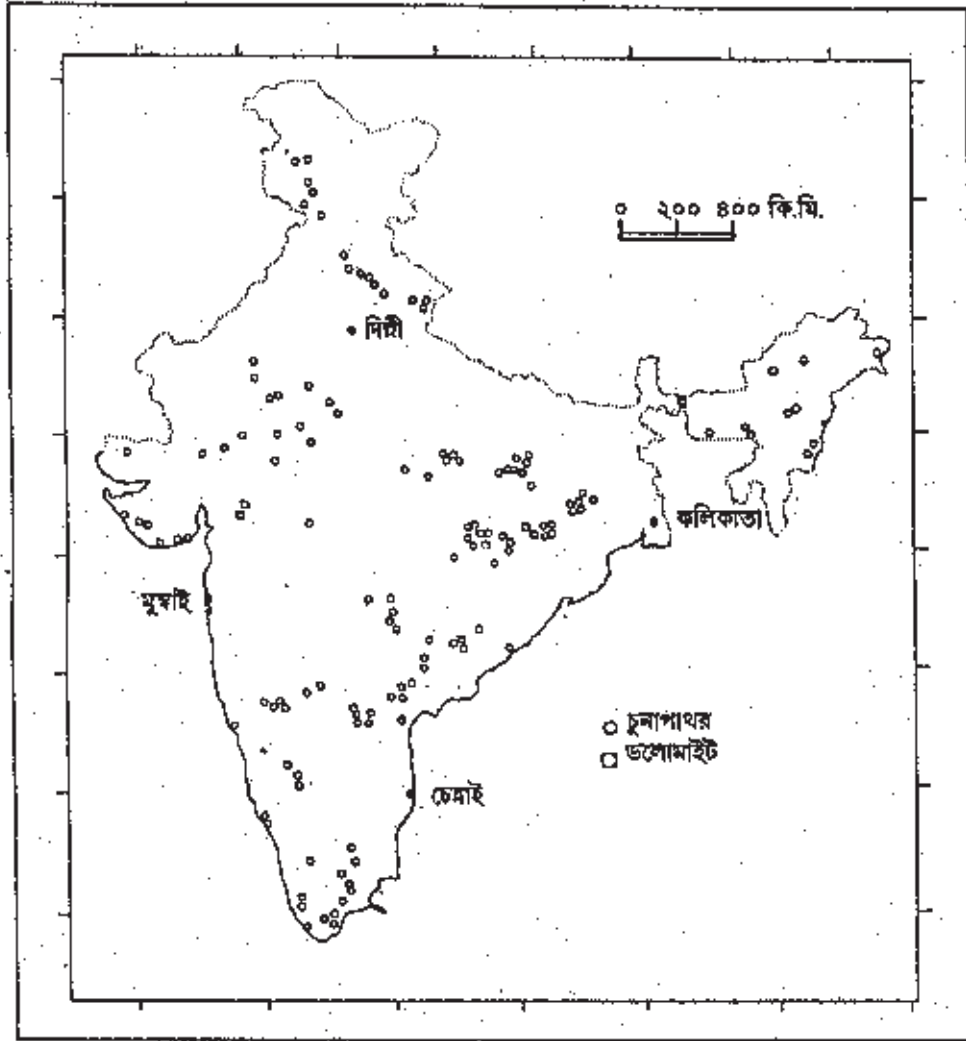 ০ ২০০ ৪০০ কি.মি.
দিল্লী
কলিকাতা
মুম্বাই
চুনাপাথর
ডলোমাইট
চেন্নাই